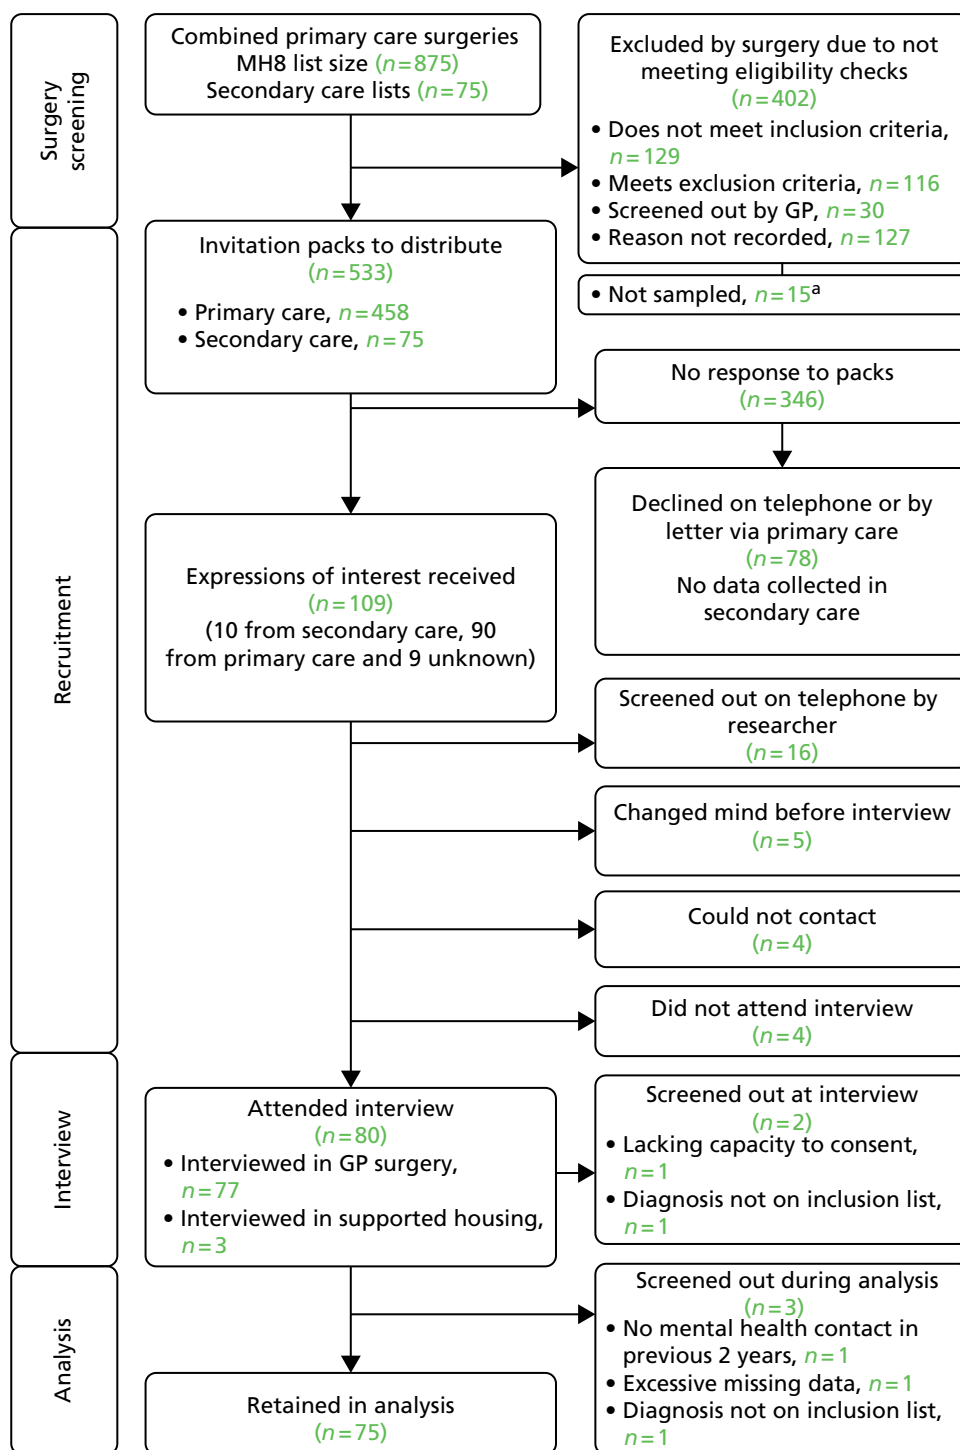 Surgery
screening
Combined primary care surgeries
MH8 list size (n=875)
Secondary care lists (n=75)
Excluded by surgery due to not
meeting eligibility checks
(n=402)
• Does not meet inclusion criteria,
n=129
• Meets exclusion criteria, n=116
• Screened out by GP, n=30
• Reason not recorded, n=127
• Not sampled, n=15a
Recruitment
Invitation packs to distribute
(n=533)
• Primary care, n=458
• Secondary care, n=75
No response to packs
(n=346)
Declined on telephone or by
letter via primary care
(n=78)
No data collected in
secondary care
Expressions of interest received
(n=109)
(10 from secondary care, 90
from primary care and 9 unknown)
Screened out on telephone by
researcher
(n=16)
Changed mind before interview
(n=5)
Could not contact
(n=4)
Did not attend interview
(n=4)
Interview
Attended interview
(n=80)
• Interviewed in GP surgery,
n=77
• Interviewed in supported housing,
n=3
Screened out at interview
(n=2)
• Lacking capacity to consent,
n=1
• Diagnosis not on inclusion list,
n=1
Analysis
Screened out during analysis
(n=3)
• No mental health contact in
previous 2 years, n=1
• Excessive missing data, n=1
• Diagnosis not on inclusion list,
n=1
Retained in analysis
(n=75)